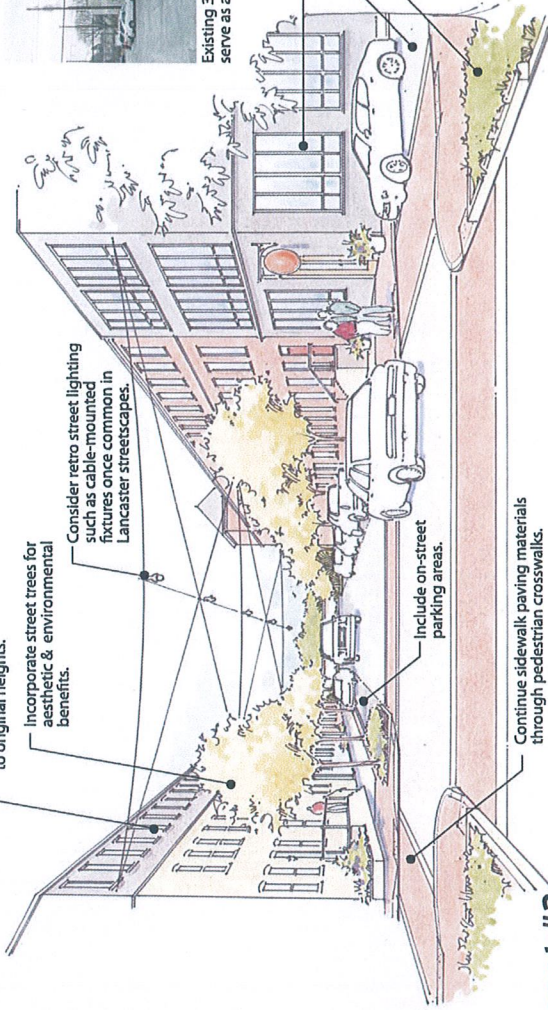 to original heights.
Incorporate street trees for
aesthetic & environmental
benefits.
Consider retro street lighting
such as cable-mounted
fixtures once common in
Lancaster streetscapes.
Existing 3
serve as a
Include on-street
parking areas.
Continue sidewalk paving materials
through pedestrian crosswalks.